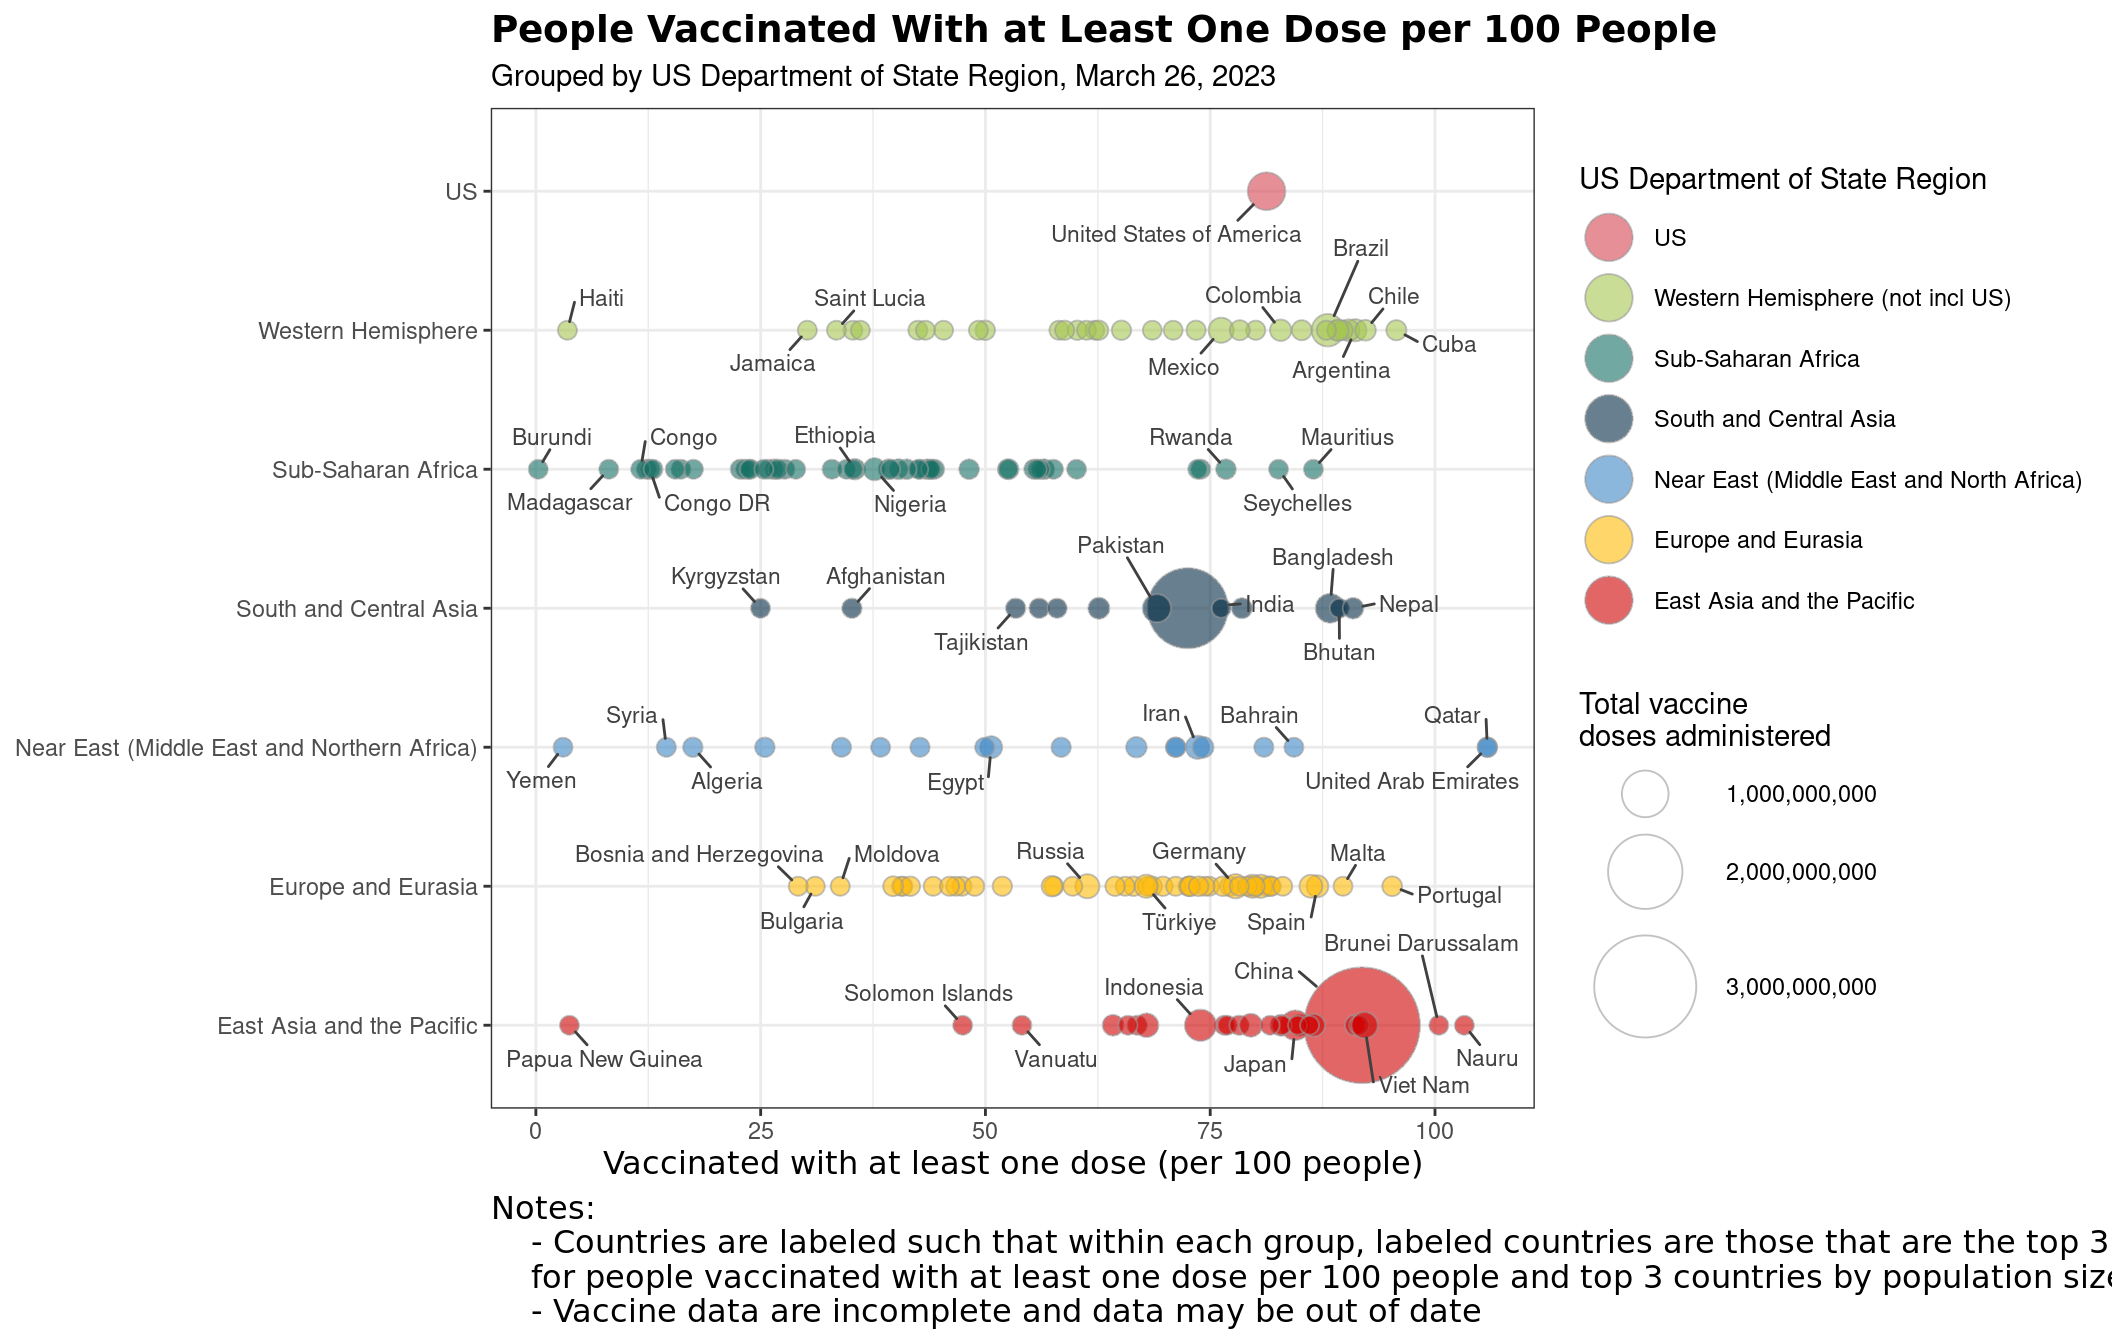 People Vaccinated With at Least One Dose per 100 People
Grouped by US Department of State Region, March 26, 2023
US
United States of America
Brazil
Haiti
Saint Lucia
Colombia
Chile
Western Hemisphere
Jamaica
Mexico
Argentina
Cuba
Burundi
Congo
Ethiopia
Rwanda
Mauritius
Sub-Saharan Africa
Madagascar
Congo DR
Nigeria
Seychelles
Pakistan
Bangladesh
Kyrgyzstan
Afghanistan
South and Central Asia
India
Nepal
Tajikistan
Bhutan
Syria
Iran
Bahrain
Qatar
Near East (Middle East and Northern Africa)
Yemen
Algeria
Egypt
United Arab Emirates
Bosnia and Herzegovina
Moldova
Russia
Germany
Malta
Europe and Eurasia
Portugal
Bulgaria
Türkiye
Spain
Brunei Darussalam
China
Solomon Islands
Indonesia
East Asia and the Pacific
Papua New Guinea
Vanuatu
Japan
Nauru
Viet Nam
0
25
50
75
100
Vaccinated with at least one dose (per 100 people)
US Department of State Region
US
Western Hemisphere (not incl US)
Sub-Saharan Africa
South and Central Asia
Near East (Middle East and North Africa)
Europe and Eurasia
East Asia and the Pacific
Total vaccine
doses administered
1,000,000,000
2,000,000,000
3,000,000,000
Notes:
- Countries are labeled such that within each group, labeled countries are those that are the top 3
for people vaccinated with at least one dose per 100 people and top 3 countries by population size
- Vaccine data are incomplete and data may be out of date